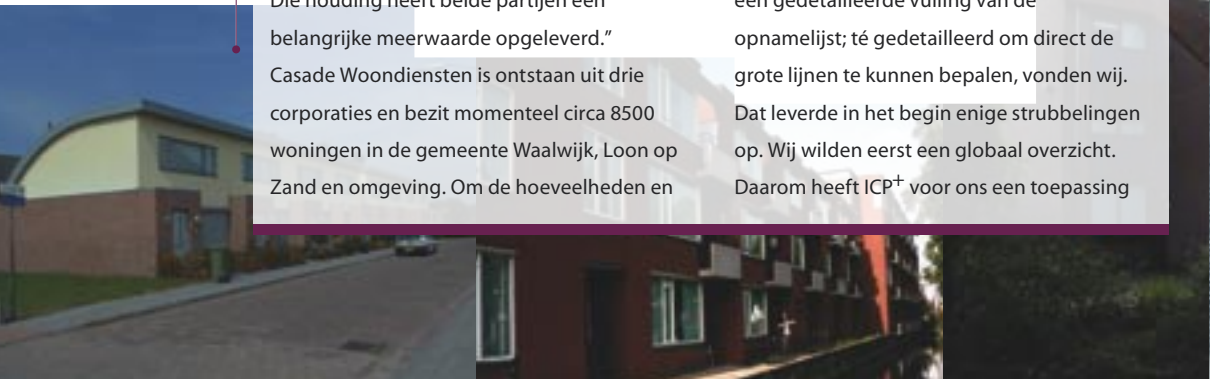 Die houding heeft beide partijen een
belangrijke meerwaarde opgeleverd.”
Casade Woondiensten is ontstaan uit drie
corporaties en bezit momenteel circa 8500
woningen in de gemeente Waalwijk, Loon op
Zand en omgeving. Om de hoeveelheden en
een gedetailleerde vulling van de
opnamelijst; té gedetailleerd om direct de
grote lijnen te kunnen bepalen, vonden wij.
Dat leverde in het begin enige strubbelingen
op. Wij wilden eerst een globaal overzicht.
Daarom heeft ICP+ voor ons een toepassing